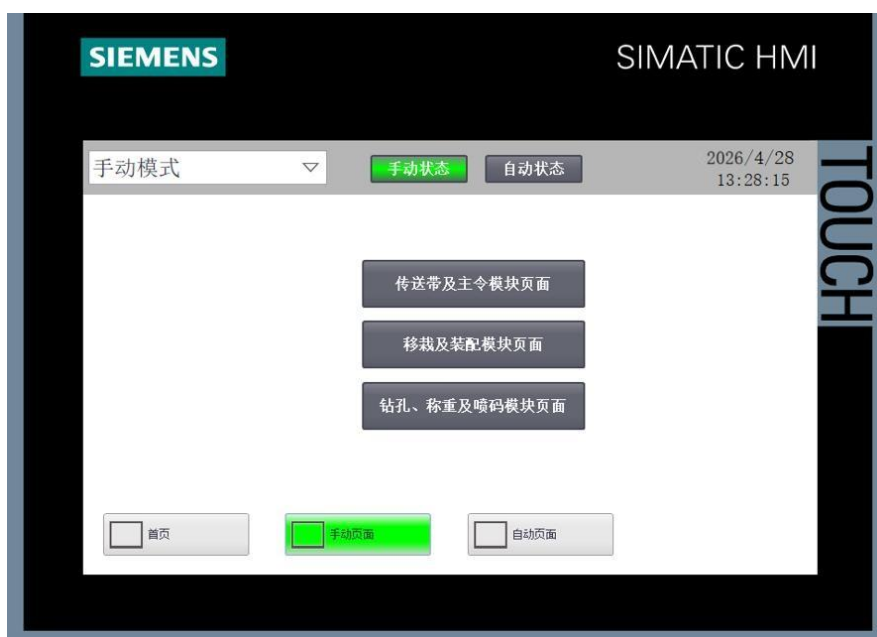 SIEMENS
SIMATIC HMI
TOUCH
手动模式
手动状态
自动状态
2026/4/28
13:28:15
传送带及主令模块页面
移栽及装配模块页面
钻孔、称重及喷码模块页面
首页
手动页面
自动页面